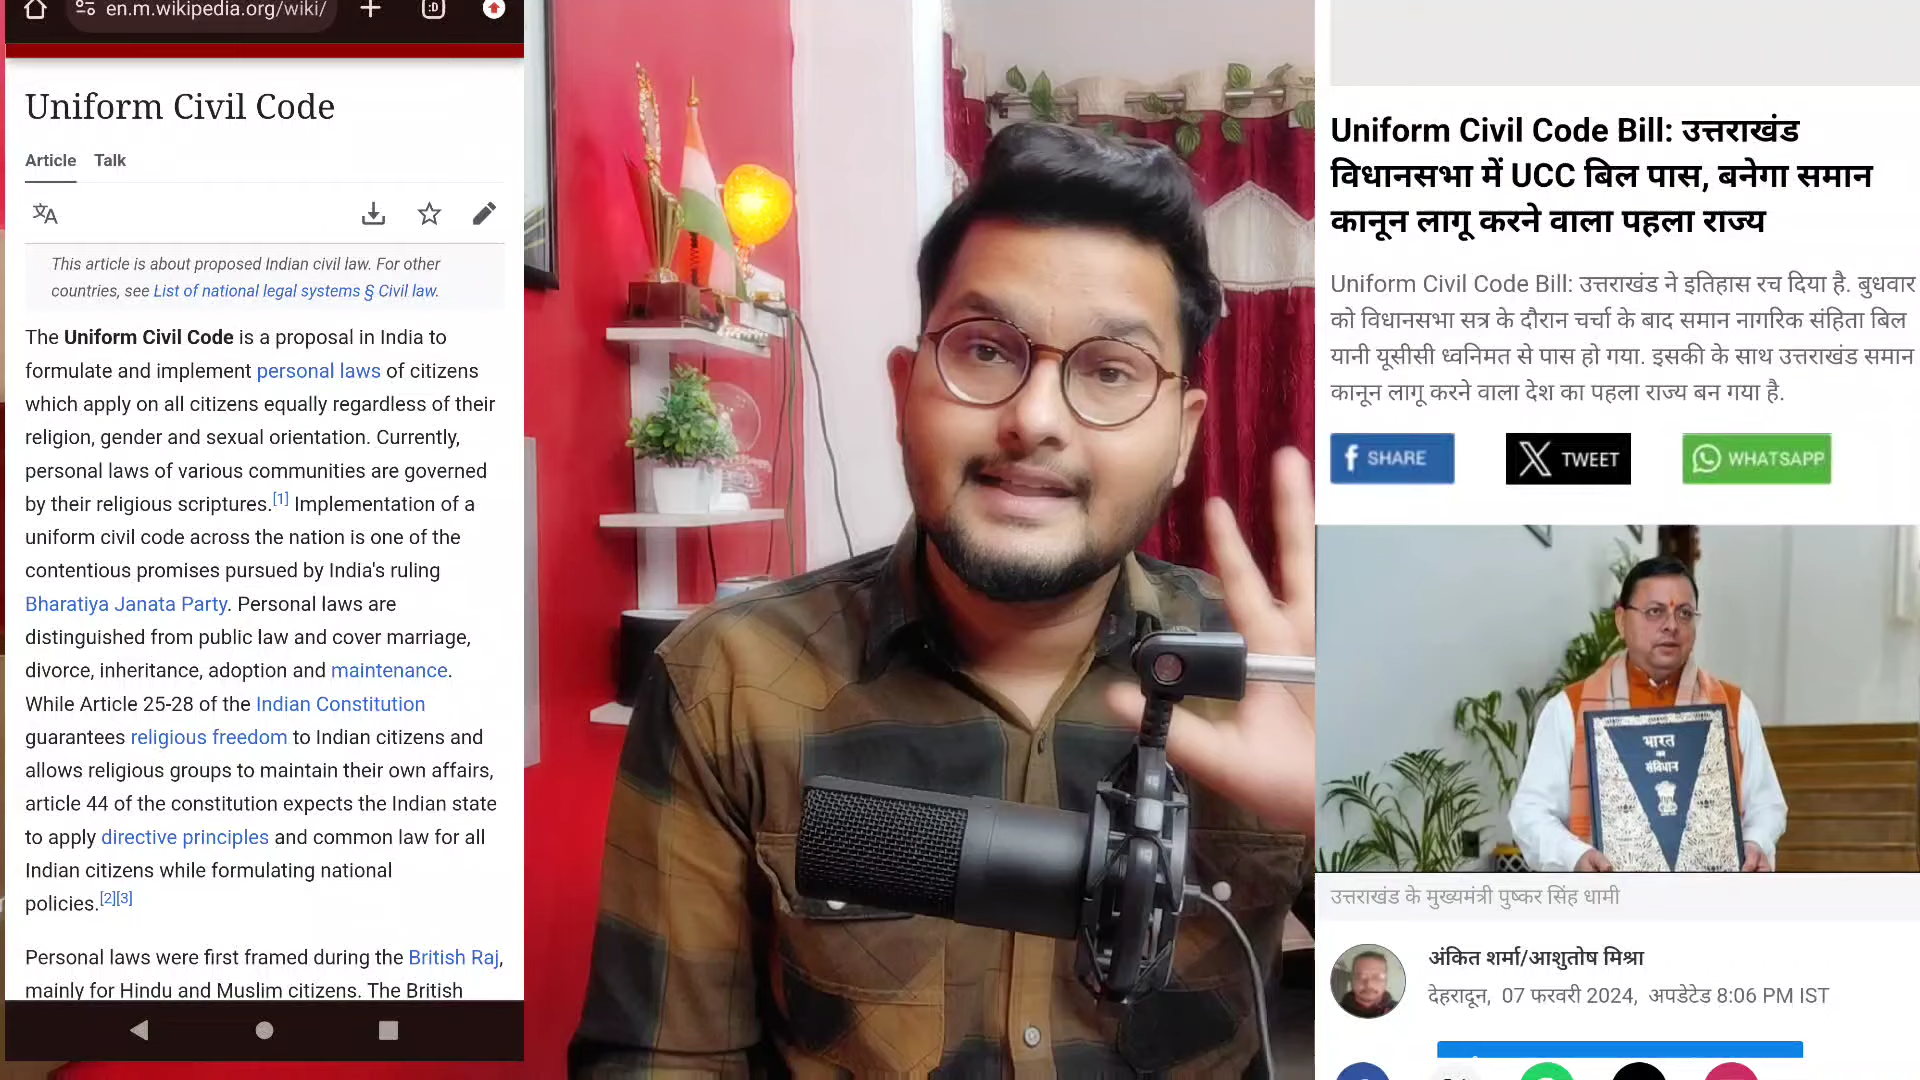 en.m.wikipedia.org/wiki/
:D
Uniform Civil Code
Article Talk
This article is about proposed Indian civil law. For other
countries, see List of national legal systems § Civil law.
The Uniform Civil Code is a proposal in India to
formulate and implement personal laws of citizens
which apply on all citizens equally regardless of their
religion, gender and sexual orientation. Currently,
personal laws of various communities are governed
by their religious scriptures.[1] Implementation of a
uniform civil code across the nation is one of the
contentious promises pursued by India's ruling
Bharatiya Janata Party. Personal laws are
distinguished from public law and cover marriage,
divorce, inheritance, adoption and maintenance.
While Article 25-28 of the Indian Constitution
guarantees religious freedom to Indian citizens and
allows religious groups to maintain their own affairs,
article 44 of the constitution expects the Indian state
to apply directive principles and common law for all
Indian citizens while formulating national
policies.[2][3]
Personal laws were first framed during the British Raj,
mainly for Hindu and Muslim citizens. The British
Uniform Civil Code Bill: उत्तराखंड
विधानसभा में UCC बिल पास, बनेगा समान
कानून लागू करने वाला पहला राज्य
Uniform Civil Code Bill: उत्तराखंड ने इतिहास रच दिया है. बुधवार
को विधानसभा सत्र के दौरान चर्चा के बाद समान नागरिक संहिता बिल
यानी यूसीसी ध्वनिमत से पास हो गया. इसकी के साथ उत्तराखंड समान
कानून लागू करने वाला देश का पहला राज्य बन गया है.
SHARE TWEET WHATSAPP
भारत
का
संविधान
उत्तराखंड के मुख्यमंत्री पुष्कर सिंह धामी
अंकित शर्मा/आशुतोष मिश्रा
देहरादून, 07 फरवरी 2024, अपडेटेड 8:06 PM IST